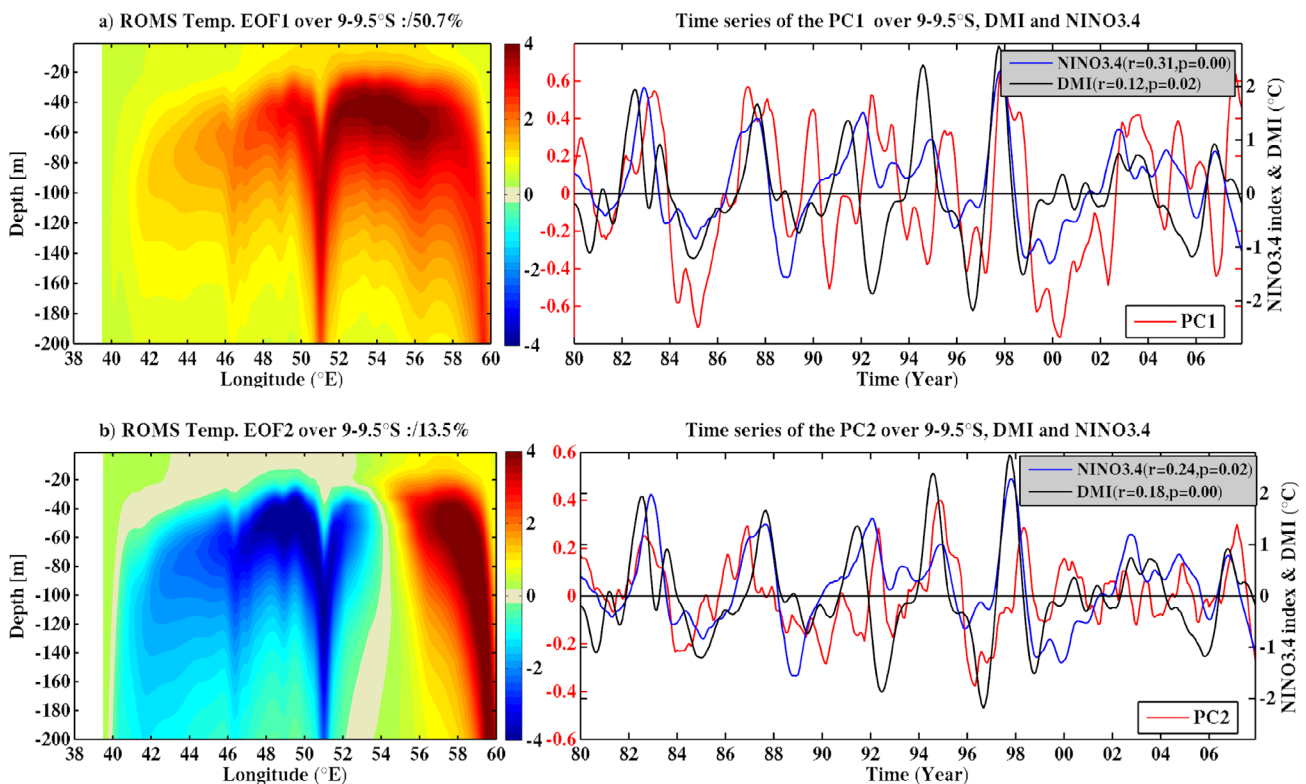 a) ROMS Temp. EOF1 over 9-9.5°S :/50.7%
Time series of the PC1 over 9-9.5°S, DMI and NINO3.4
Depth [m]
-20
-40
-60
-80
-100
-120
-140
-160
-180
-200
38 40 42 44 46 48 50 52 54 56 58 60
Longitude (°E)
4
2
0
-2
-4
0.6
0.4
0.2
0
-0.2
-0.4
-0.6
NINO3.4(r=0.31,p=0.00)
DMI(r=0.12,p=0.02)
PC1
80 82 84 86 88 90 92 94 96 98 00 02 04 06
Time (Year)
2
1
0
-1
-2
NINO3.4 index & DMI (°C)
b) ROMS Temp. EOF2 over 9-9.5°S :/13.5%
Time series of the PC2 over 9-9.5°S, DMI and NINO3.4
Depth [m]
-20
-40
-60
-80
-100
-120
-140
-160
-180
-200
38 40 42 44 46 48 50 52 54 56 58 60
Longitude (°E)
4
2
0
-2
-4
0.6
0.4
0.2
0
-0.2
0.4
-0.6
NINO3.4(r=0.24,p=0.02)
DMI(r=0.18,p=0.00)
PC2
80 82 84 86 88 90 92 94 96 98 00 02 04 06
Time (Year)
2
1
0
-1
-2
NINO3.4 index & DMI (°C)